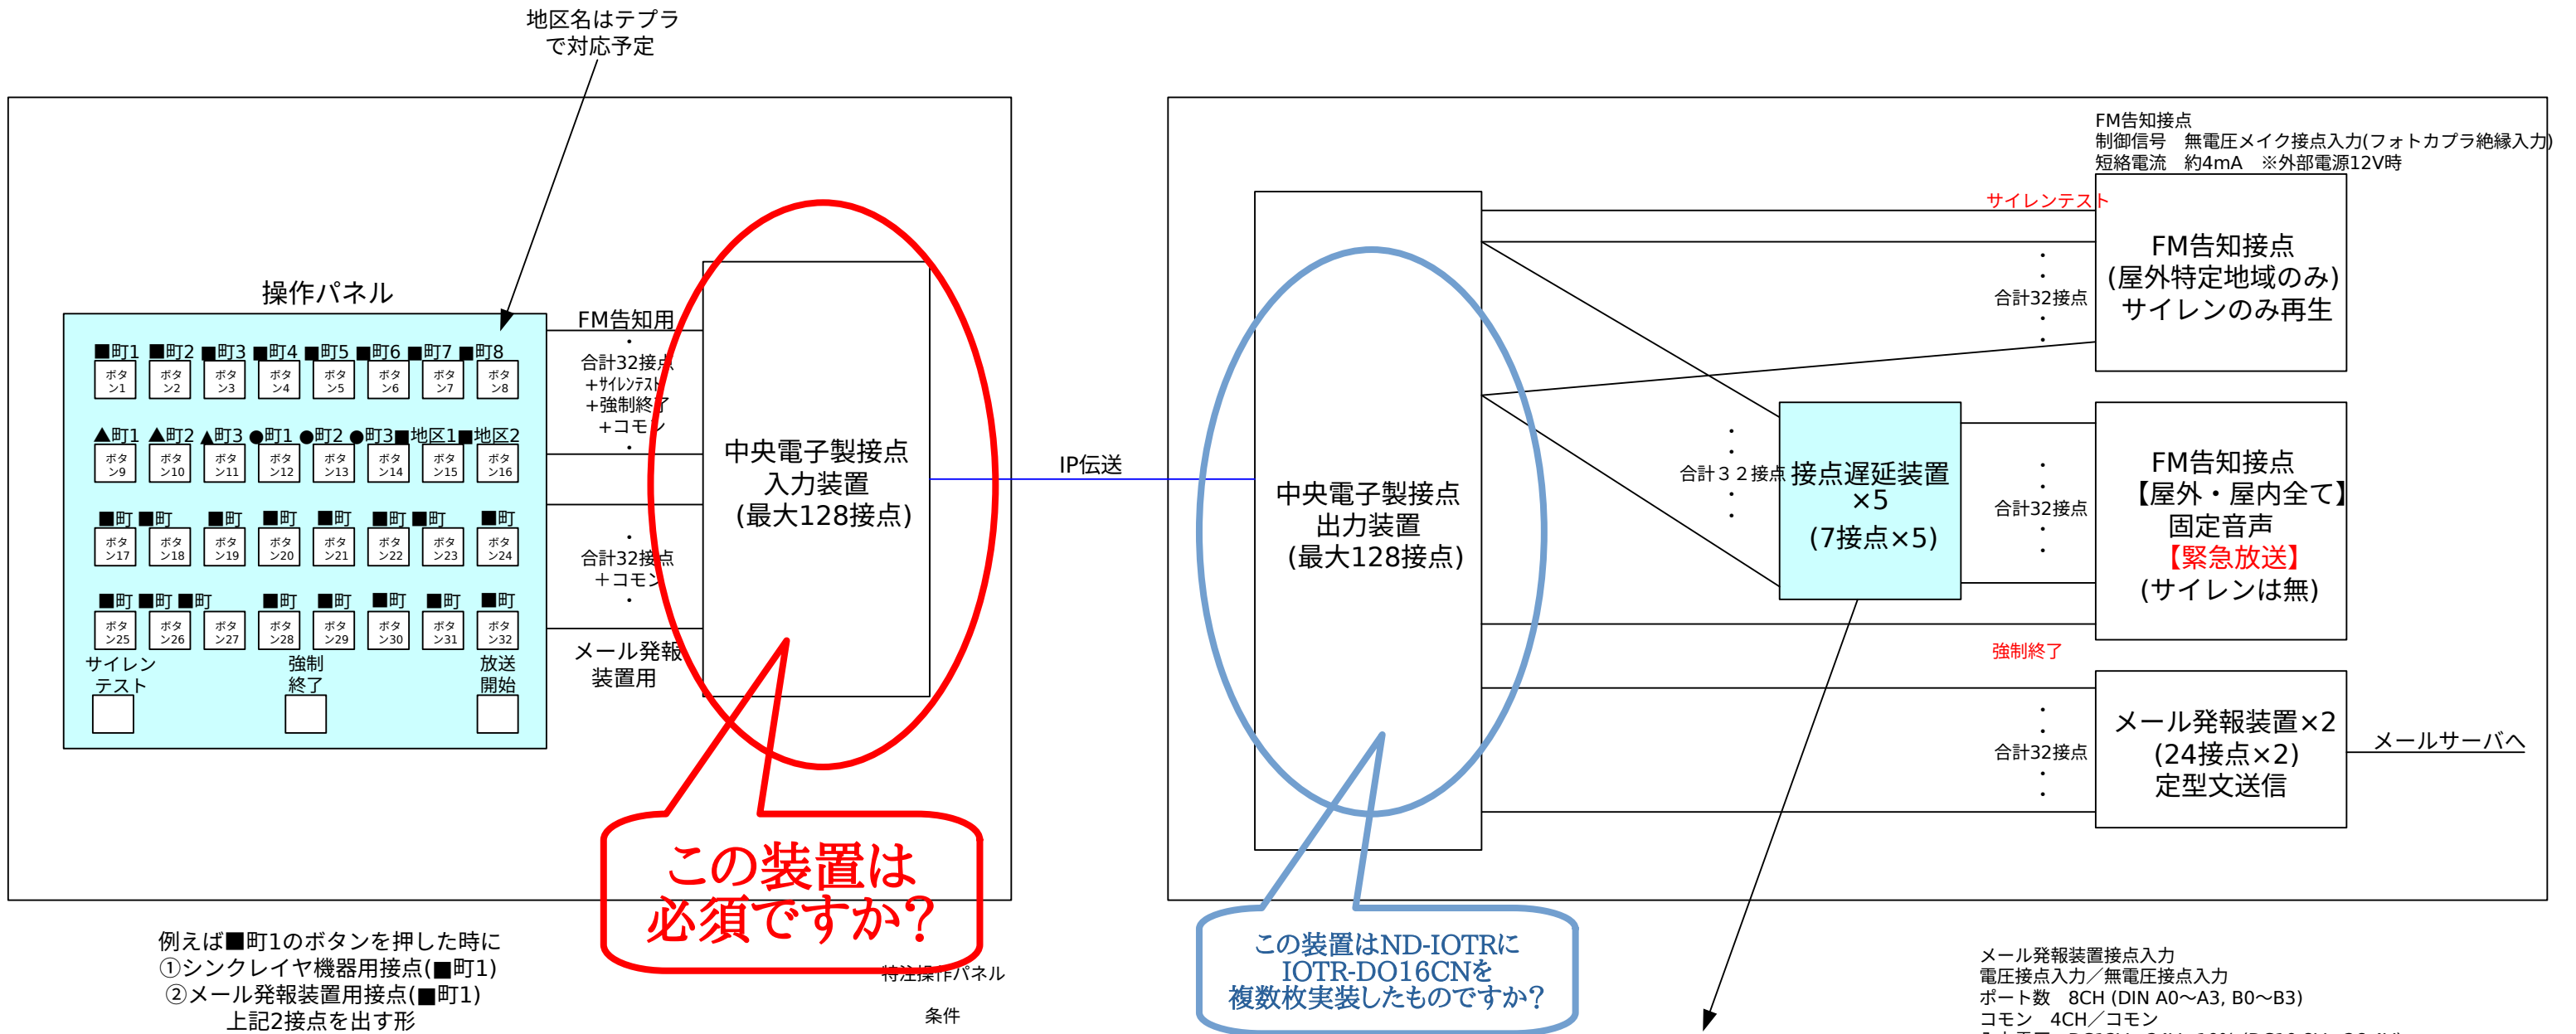 地区名はテプラ
で対応予定
操作パネル
■町1 ■町2 ■町3 ■町4 ■町5 ■町6 ■町7 ■町8
ボタン1 ボタン2 ボタン3 ボタン4 ボタン5 ボタン6 ボタン7 ボタン8
▲町1 ▲町2 ▲町3 ●町1 ●町2 ●町3 ■地区1 ■地区2
ボタン9 ボタン10 ボタン11 ボタン12 ボタン13 ボタン14 ボタン15 ボタン16
■町 ■町 ■町 ■町 ■町 ■町 ■町 ■町
ボタン17 ボタン18 ボタン19 ボタン20 ボタン21 ボタン22 ボタン23 ボタン24
■町 ■町 ■町 ■町 ■町 ■町 ■町 ■町
ボタン25 ボタン26 ボタン27 ボタン28 ボタン29 ボタン30 ボタン31 ボタン32
サイレン
テスト
強制
終了
放送
開始
FM告知用
・
合計32接点
+サイレンテスト
+強制終了
+コモン
・
・
合計32接点
+コモン
・
メール発報
装置用
中央電子製接点
入力装置
(最大128接点)
IP伝送
この装置は
必須ですか?
例えば■町1のボタンを押した時に
①シンクレイヤ機器用接点(■町1)
②メール発報装置用接点(■町1)
上記2接点を出す形
特注操作パネル
条件
中央電子製接点
出力装置
(最大128接点)
この装置はND-IOTRに
IOTR-DO16CNを
複数枚実装したものですか?
・
・
合計３２接点
・
・
接点遅延装置
×5
(7接点×5)
FM告知接点
制御信号　無電圧メイク接点入力(フォトカプラ絶縁入力)
短絡電流　約4mA　※外部電源12V時
サイレンテスト
・
・
合計32接点
・
・
FM告知接点
(屋外特定地域のみ)
サイレンのみ再生
・
・
合計32接点
・
・
FM告知接点
【屋外・屋内全て】
固定音声
【緊急放送】
(サイレンは無)
強制終了
・
・
合計32接点
・
・
メール発報装置×2
(24接点×2)
定型文送信
メールサーバへ
メール発報装置接点入力
電圧接点入力／無電圧接点入力
ポート数　8CH (DIN A0～A3, B0～B3)
コモン　4CH／コモン